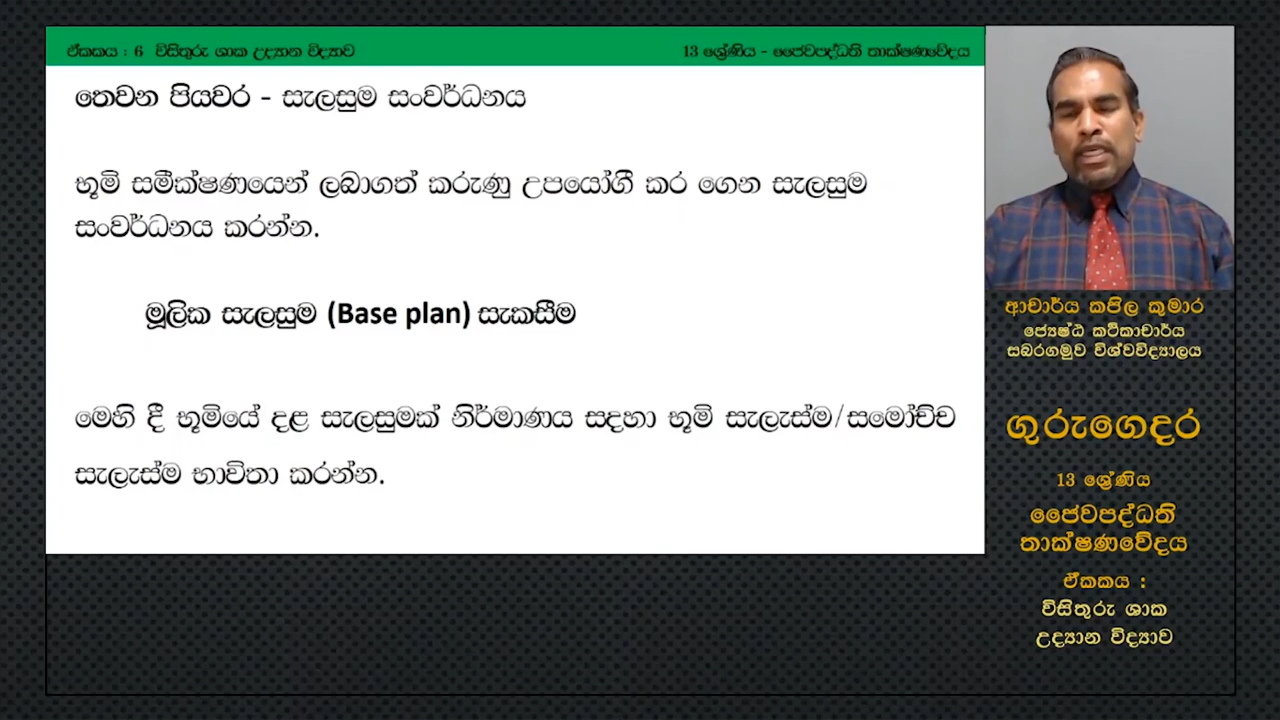 ඒකකය : 6 විසිතුරු ශාක උද්‍යාන විද්‍යාව
13 ශ්‍රේණිය - ජෛවපද්ධති තාක්ෂණවේදය
තෙවන පියවර - සැලසුම සංවර්ධනය
භූමි සමීක්ෂණයෙන් ලබාගත් කරුණු උපයෝගී කර ගෙන සැලසුම
සංවර්ධනය කරන්න.
මූලික සැලසුම (Base plan) සැකසීම
මෙහි දී භූමියේ දළ සැලසුමක් නිර්මාණය සදහා භූමි සැලැස්ම/සමෝච්ච
සැලැස්ම භාවිතා කරන්න.
ආචාර්ය කපිල කුමාර
ජ්‍යෙෂ්ඨ කථිකාචාර්ය
සබරගමුව විශ්වවිද්‍යාලය
ගුරුගෙදර
13 ශ්‍රේණිය
ජෛවපද්ධති
තාක්ෂණවේදය
ඒකකය :
විසිතුරු ශාක
උද්‍යාන විද්‍යාව